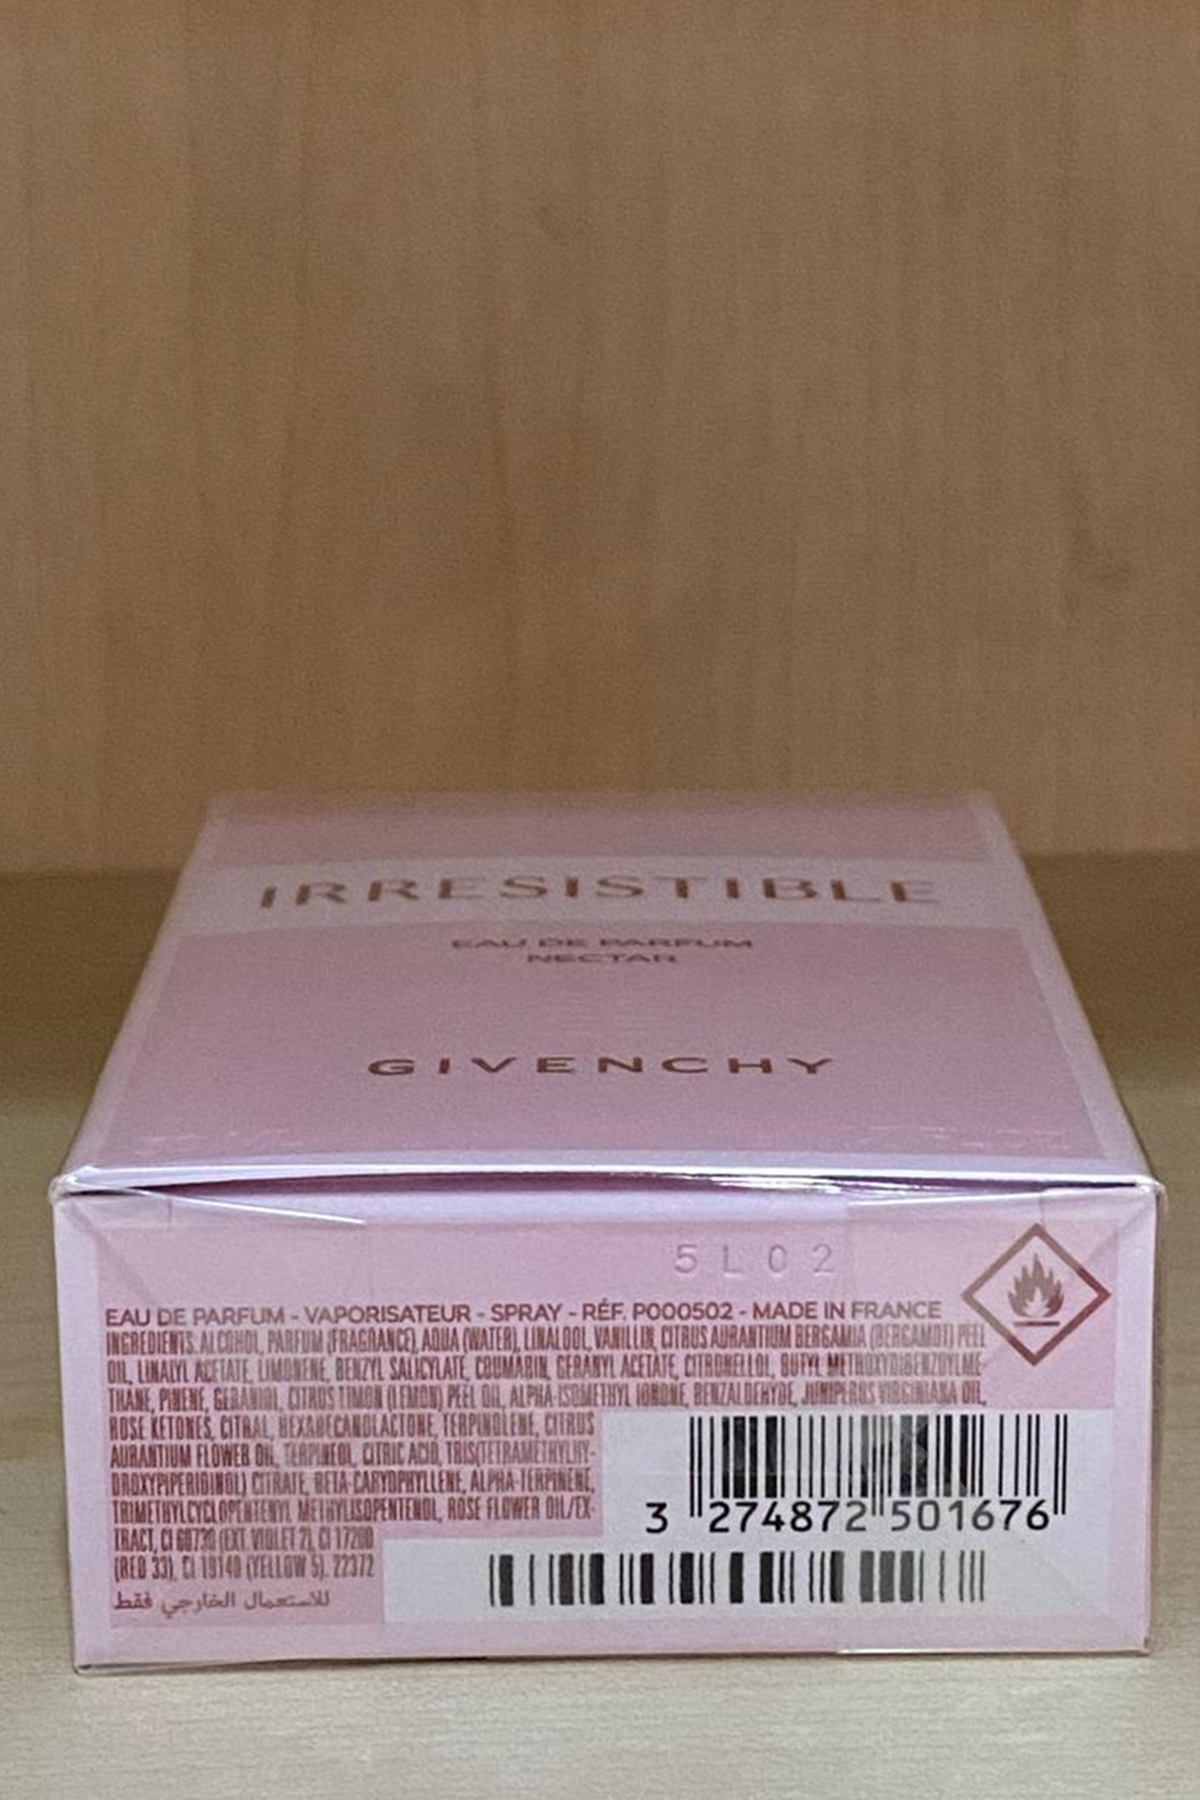 IRRESISTIBLE
EAU DE PARFUM
NECTAR
GIVENCHY
5L02
EAU DE PARFUM - VAPORISATEUR - SPRAY - RÉF. P000502 - MADE IN FRANCE
INGREDIENTS: ALCOHOL, PARFUM (FRAGRANCE), AQUA (WATER), LINALOOL, VANILLIN, CITRUS AURANTIUM BERGAMIA (BERGAMOT) PEEL
OIL, LINALYL ACETATE, LIMONENE, BENZYL SALICYLATE, COUMARIN, GERANYL ACETATE, CITRONELLOL, BUTYL METHOXYDIBENZOYLME-
THANE, PINENE, GERANIOL, CITRUS LIMON (LEMON) PEEL OIL, ALPHA-ISOMETHYL IONONE, BENZALDEHYDE, JUNIPERUS VIRGINIANA OIL,
ROSE KETONES, CITRAL, HEXADECANOLACTONE, TERPINOLENE, CITRUS
AURANTIUM FLOWER OIL, TERPINEOL, CITRIC ACID, TRIS(TETRAMETHYLHY-
DROXYPIPERIDINOL) CITRATE, BETA-CARYOPHYLLENE, ALPHA-TERPINENE,
TRIMETHYLCYCLOPENTENYL METHYLISOPENTENOL, ROSE FLOWER OIL/EX-
TRACT, CI 60730 (EXT. VIOLET 2), CI 17200
(RED 33), CI 19140 (YELLOW 5). 22372
للاستعمال الخارجي فقط
3 274872 501676